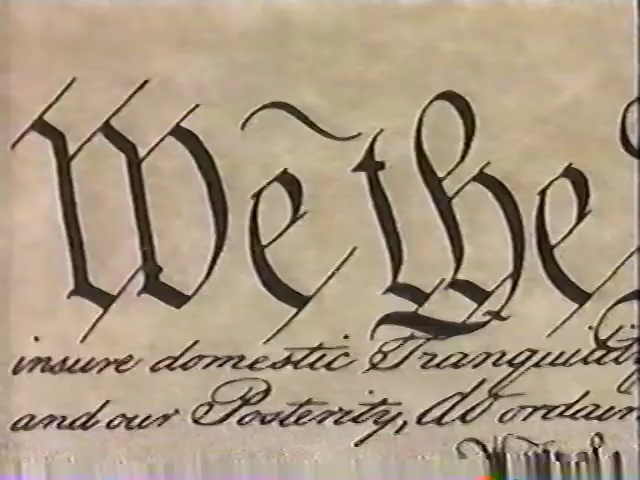 We the
insure domestic Tranquility
and our Posterity, do ordain